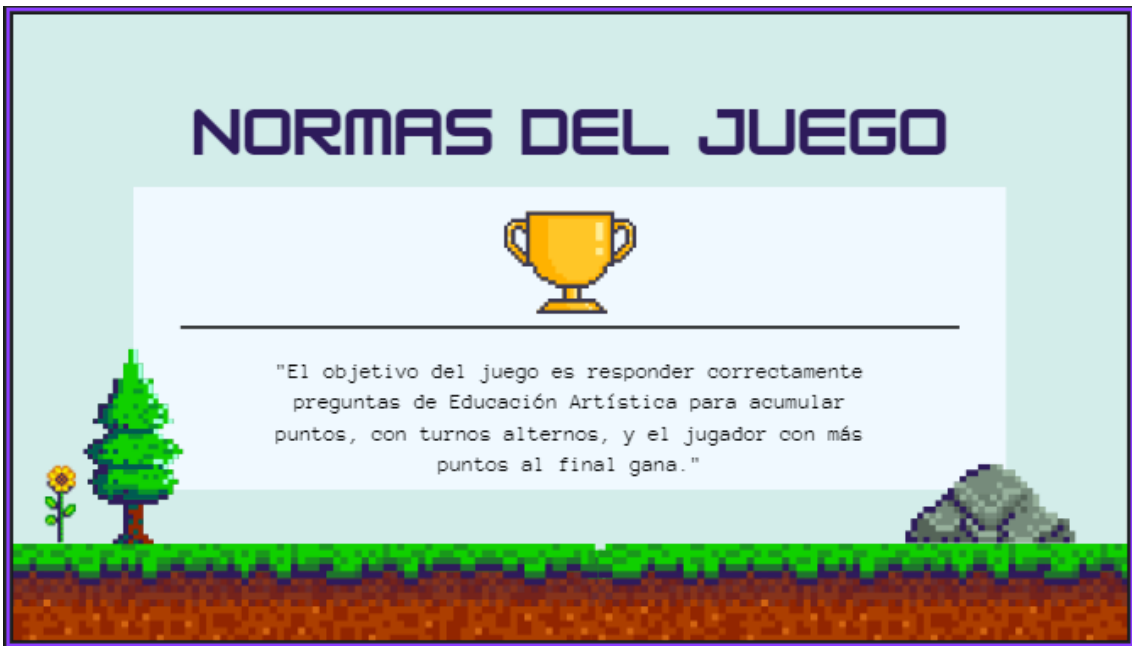 NORMAS DEL JUEGO
"El objetivo del juego es responder correctamente
preguntas de Educación Artística para acumular
puntos, con turnos alternos, y el jugador con más
puntos al final gana."